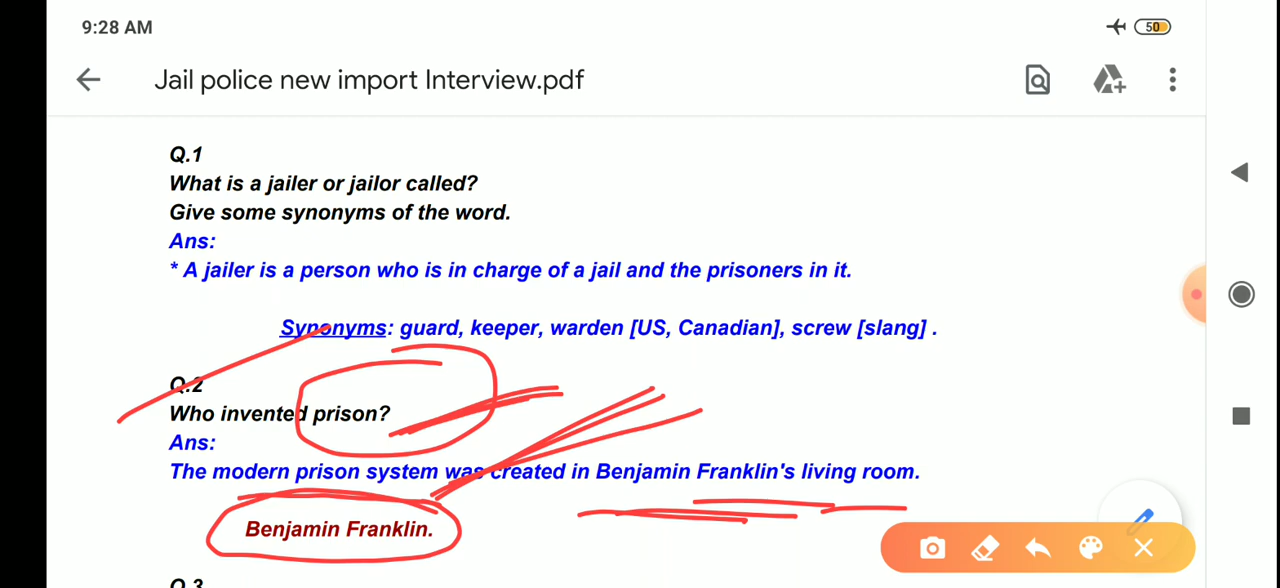 9:28 AM
50
Jail police new import Interview.pdf
Q.1
What is a jailer or jailor called?
Give some synonyms of the word.
Ans:
* A jailer is a person who is in charge of a jail and the prisoners in it.
Synonyms: guard, keeper, warden [US, Canadian], screw [slang] .
Q.2
Who invented prison?
Ans:
The modern prison system was created in Benjamin Franklin's living room.
Benjamin Franklin.
Q.3